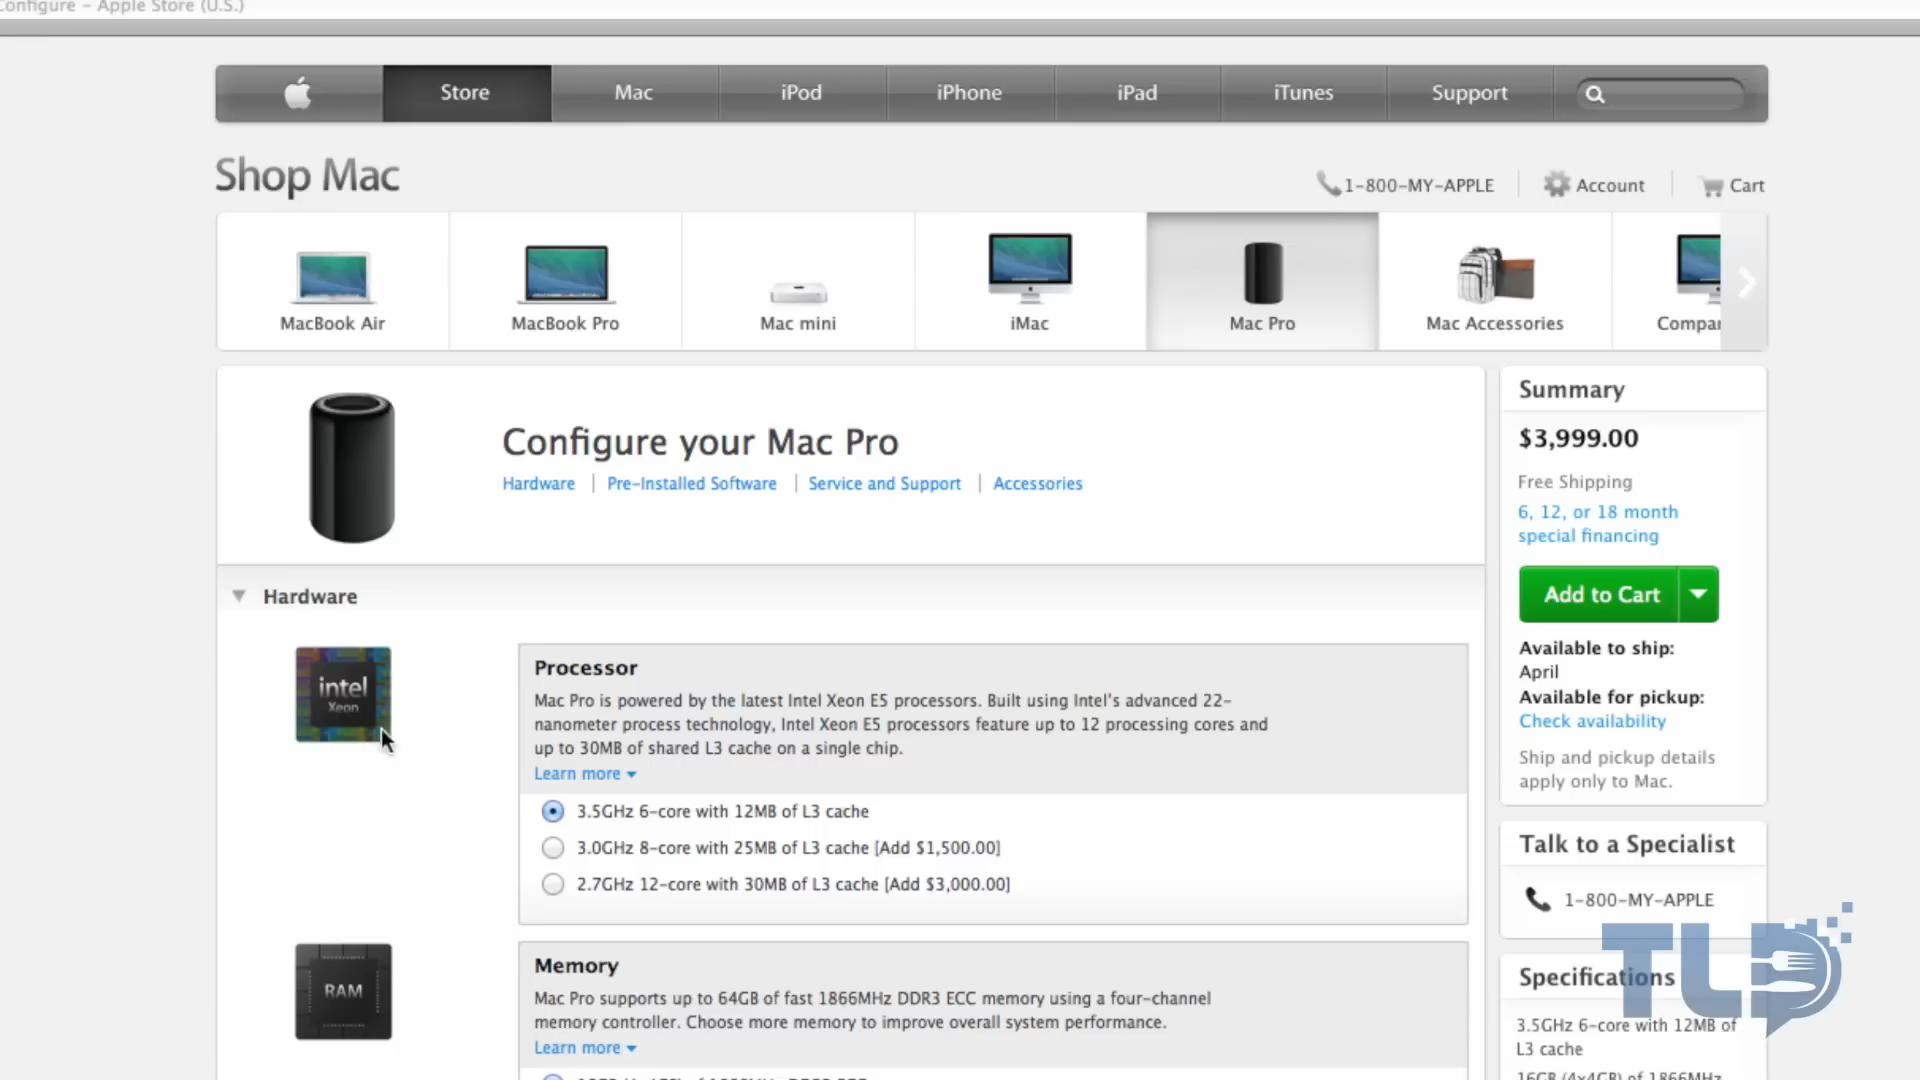 Configure – Apple Store (U.S.)
Store
Mac
iPod
iPhone
iPad
iTunes
Support
Shop Mac
1-800-MY-APPLE
Account
Cart
MacBook Air
MacBook Pro
Mac mini
iMac
Mac Pro
Mac Accessories
Compar
Configure your Mac Pro
Hardware
Pre-Installed Software
Service and Support
Accessories
Summary
$3,999.00
Free Shipping
6, 12, or 18 month
special financing
Add to Cart
Available to ship:
April
Available for pickup:
Check availability
Ship and pickup details
apply only to Mac.
Hardware
intel
Xeon
Processor
Mac Pro is powered by the latest Intel Xeon E5 processors. Built using Intel's advanced 22-
nanometer process technology, Intel Xeon E5 processors feature up to 12 processing cores and
up to 30MB of shared L3 cache on a single chip.
Learn more
3.5GHz 6-core with 12MB of L3 cache
3.0GHz 8-core with 25MB of L3 cache [Add $1,500.00]
2.7GHz 12-core with 30MB of L3 cache [Add $3,000.00]
RAM
Memory
Mac Pro supports up to 64GB of fast 1866MHz DDR3 ECC memory using a four-channel
memory controller. Choose more memory to improve overall system performance.
Learn more
Talk to a Specialist
1-800-MY-APPLE
TLD
Specifications
3.5GHz 6-core with 12MB of
L3 cache
16GB (4x4GB) of 1866MHz